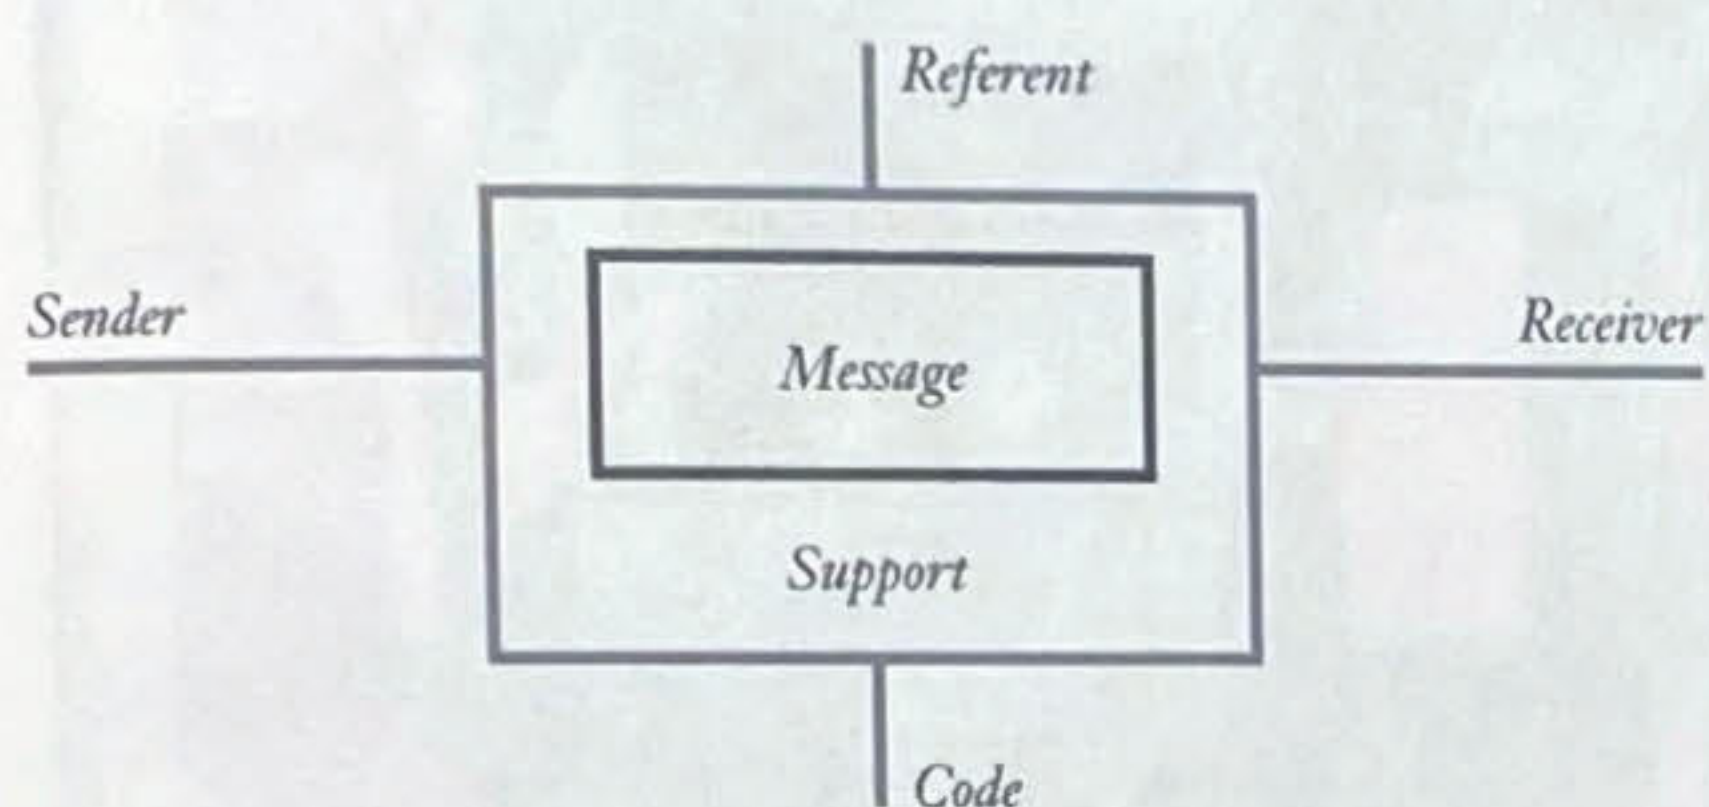 Referent
Sender
Receiver
Message
Support
Code